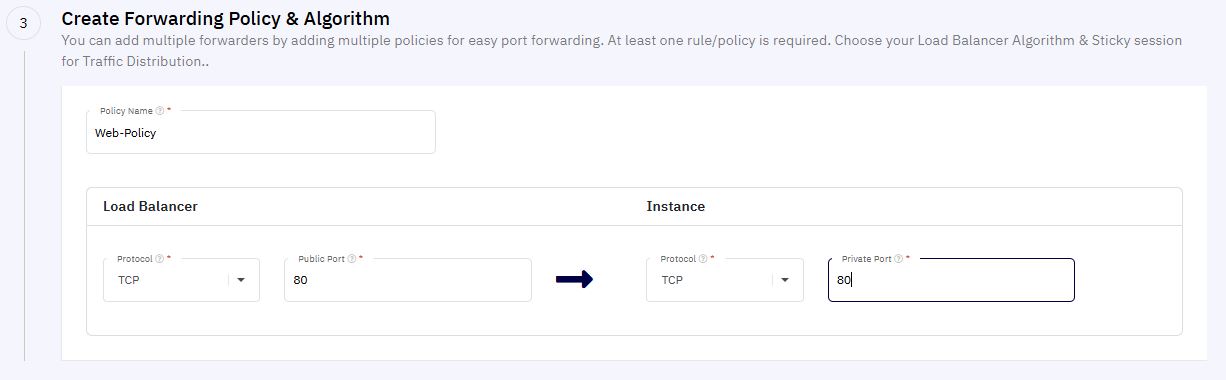 3
Create Forwarding Policy & Algorithm
You can add multiple forwarders by adding multiple policies for easy port forwarding. At least one rule/policy is required. Choose your Load Balancer Algorithm & Sticky session
for Traffic Distribution..
Policy Name ? *
Web-Policy
Load Balancer Instance
Protocol ? * Public Port ? * Protocol ? * Private Port ? *
TCP 80 TCP 80